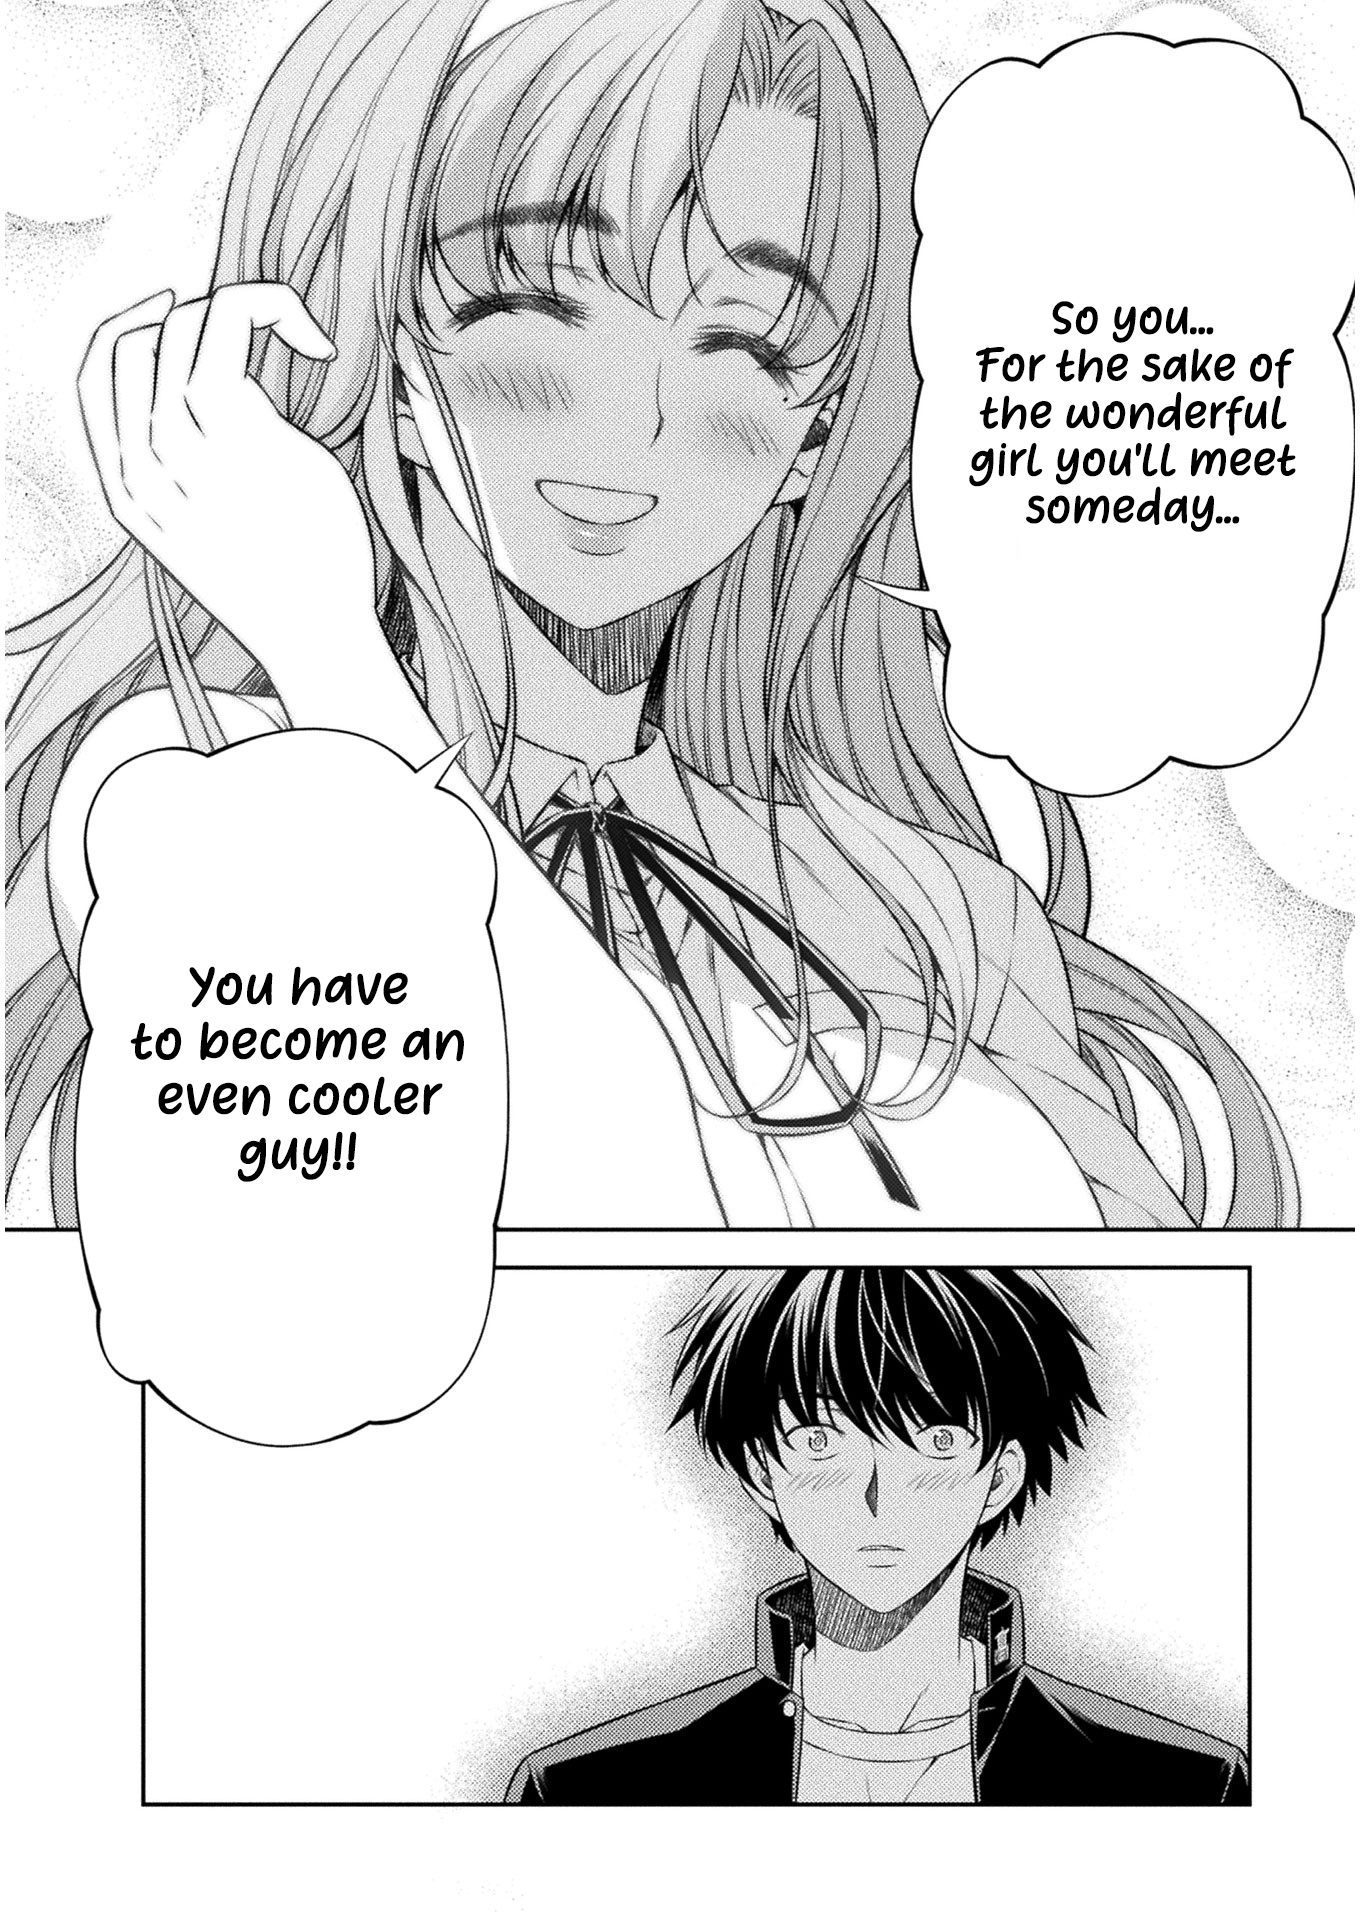 So you...
For the sake of
the wonderful
girl you'll meet
someday...
You have
to become an
even cooler
guy!!